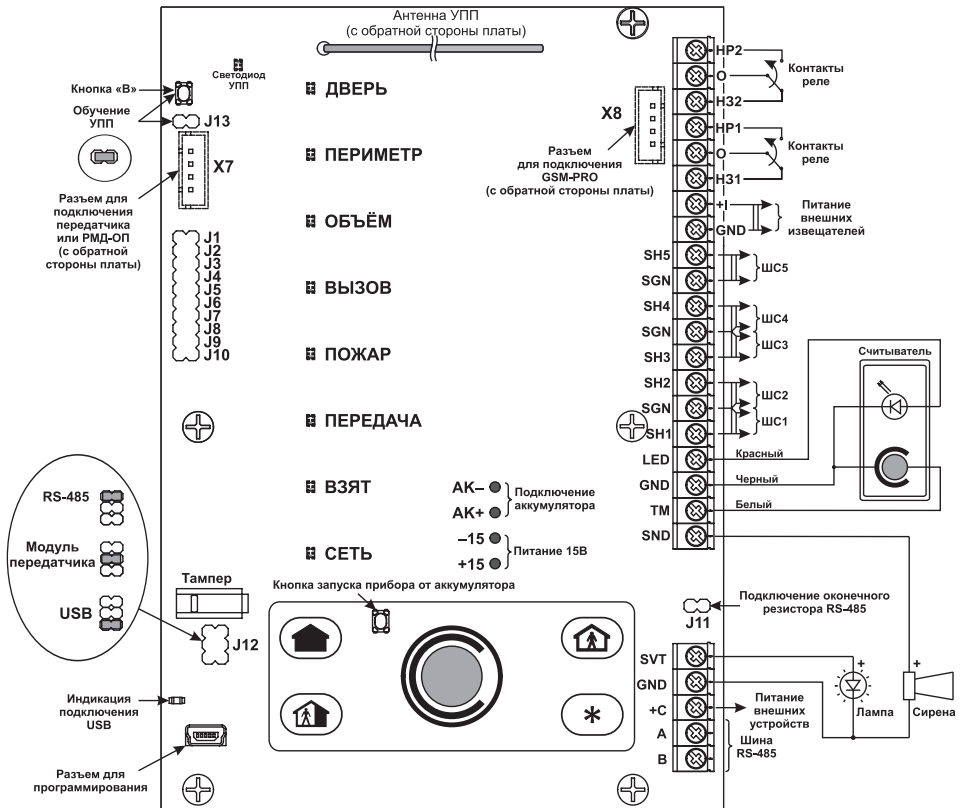 Антенна УПП
(с обратной стороны платы)
Светодиод
УПП
Кнопка «В»
Обучение
УПП
J13
X7
Разъем для
подключения
передатчика
или РМД-ОП
(с обратной
стороны платы)
J1
J2
J3
J4
J5
J6
J7
J8
J9
J10
ДВЕРЬ
ПЕРИМЕТР
ОБЪЁМ
ВЫЗОВ
ПОЖАР
ПЕРЕДАЧА
ВЗЯТ
СЕТЬ
X8
Разъем
для подключения
GSM-PRO
(с обратной стороны платы)
HP2
O
H32
Контакты
реле
HP1
O
H31
Контакты
реле
+I
GND
Питание
внешних
извещателей
SH5
SGN
ШС5
SH4
SGN
SH3
ШС4
ШС3
SH2
SGN
SH1
ШС2
ШС1
LED
Красный
GND
Черный
TM
Белый
SND
Считыватель
AK–
AK+
Подключение
аккумулятора
–15
+15
Питание 15В
RS-485
Модуль
передатчика
USB
Тампер
J12
Кнопка запуска прибора от аккумулятора
*
J11
Подключение оконечного
резистора RS-485
SVT
GND
+C
A
B
Питание
внешних
устройств
Шина
RS-485
+
Лампа
+
Сирена
Индикация
подключения
USB
Разъем для
программирования